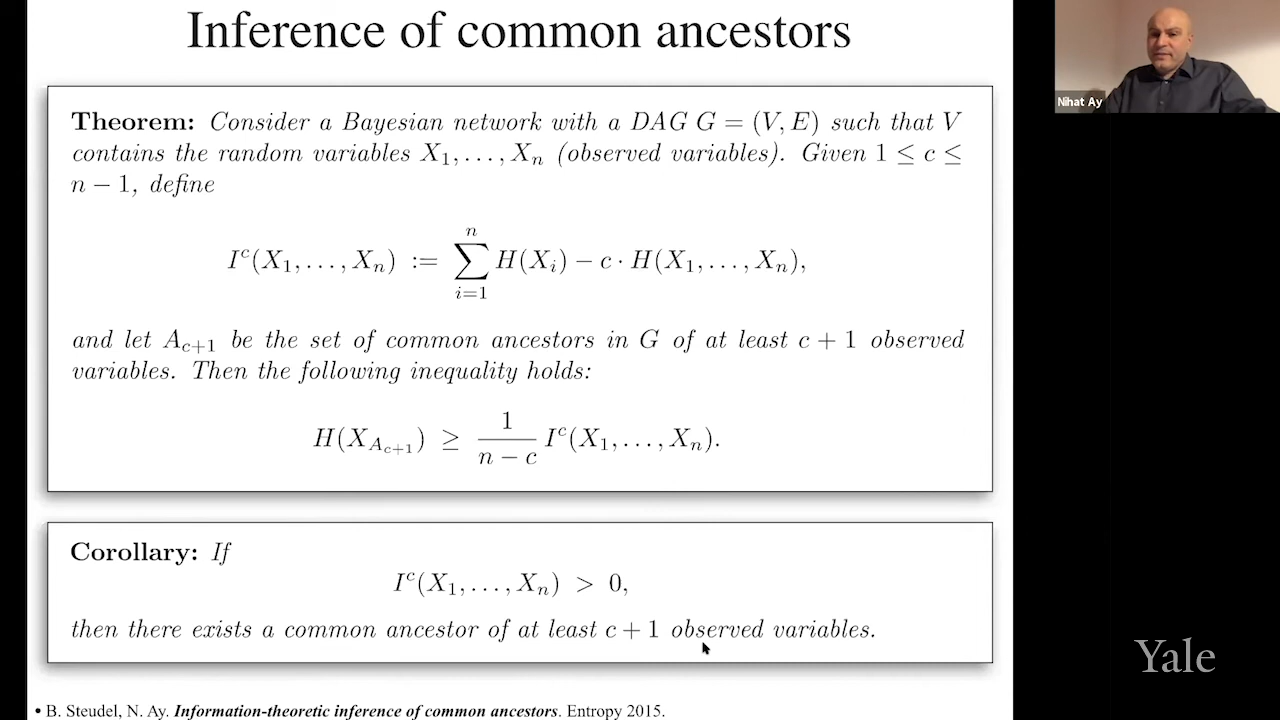 Inference of common ancestors
Theorem: Consider a Bayesian network with a DAG G = (V, E) such that V
contains the random variables X₁, . . . , Xₙ (observed variables). Given 1 ≤ c ≤
n − 1, define
Iᶜ(X₁, . . . , Xₙ) := ∑ᵢ₌₁ⁿ H(Xᵢ) − c · H(X₁, . . . , Xₙ),
and let A_{c+1} be the set of common ancestors in G of at least c + 1 observed
variables. Then the following inequality holds:
H(X_{A_{c+1}}) ≥ 1/(n − c) Iᶜ(X₁, . . . , Xₙ).
Corollary: If
Iᶜ(X₁, . . . , Xₙ) > 0,
then there exists a common ancestor of at least c + 1 observed variables.
• B. Steudel, N. Ay. Information-theoretic inference of common ancestors. Entropy 2015.
Nihat Ay
Yale